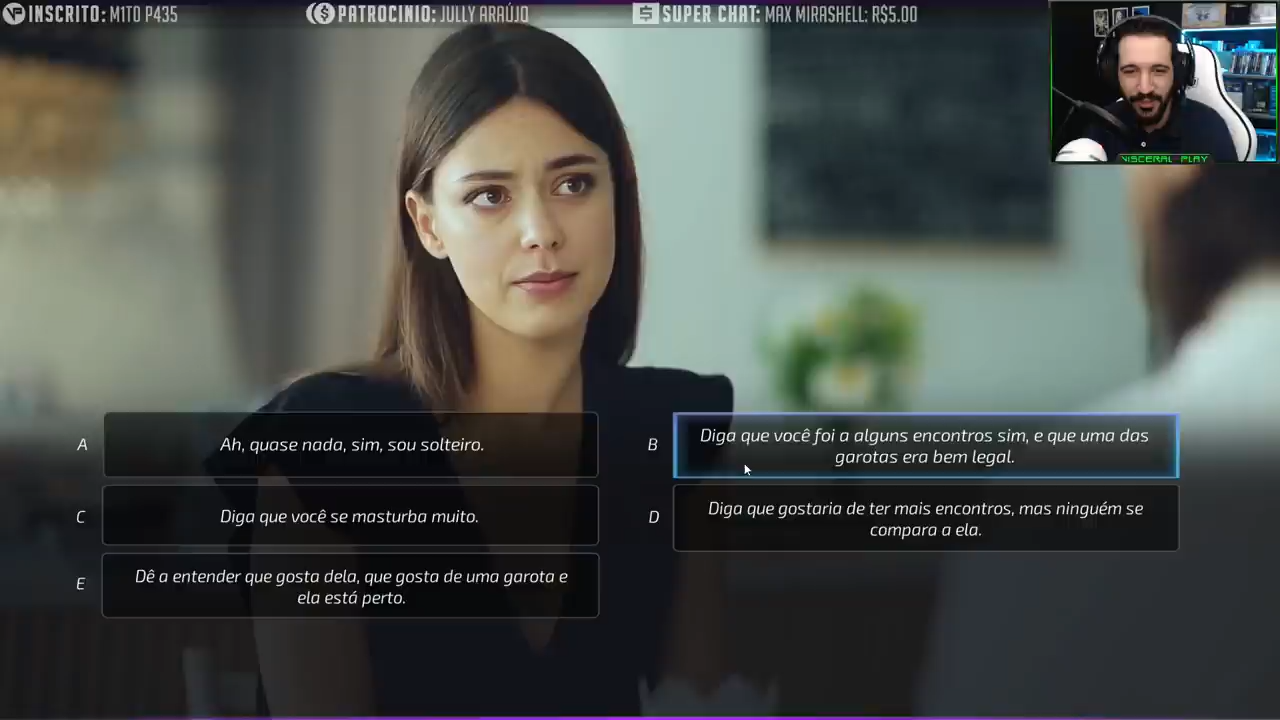 INSCRITO: M1TO P435
PATROCINIO: JULLY ARAÚJO
SUPER CHAT: MAX MIRASHELL: R$5.00
VISCERAL PLAY
A
Ah, quase nada, sim, sou solteiro.
B
Diga que você foi a alguns encontros sim, e que uma das
garotas era bem legal.
C
Diga que você se masturba muito.
D
Diga que gostaria de ter mais encontros, mas ninguém se
compara a ela.
E
Dê a entender que gosta dela, que gosta de uma garota e
ela está perto.